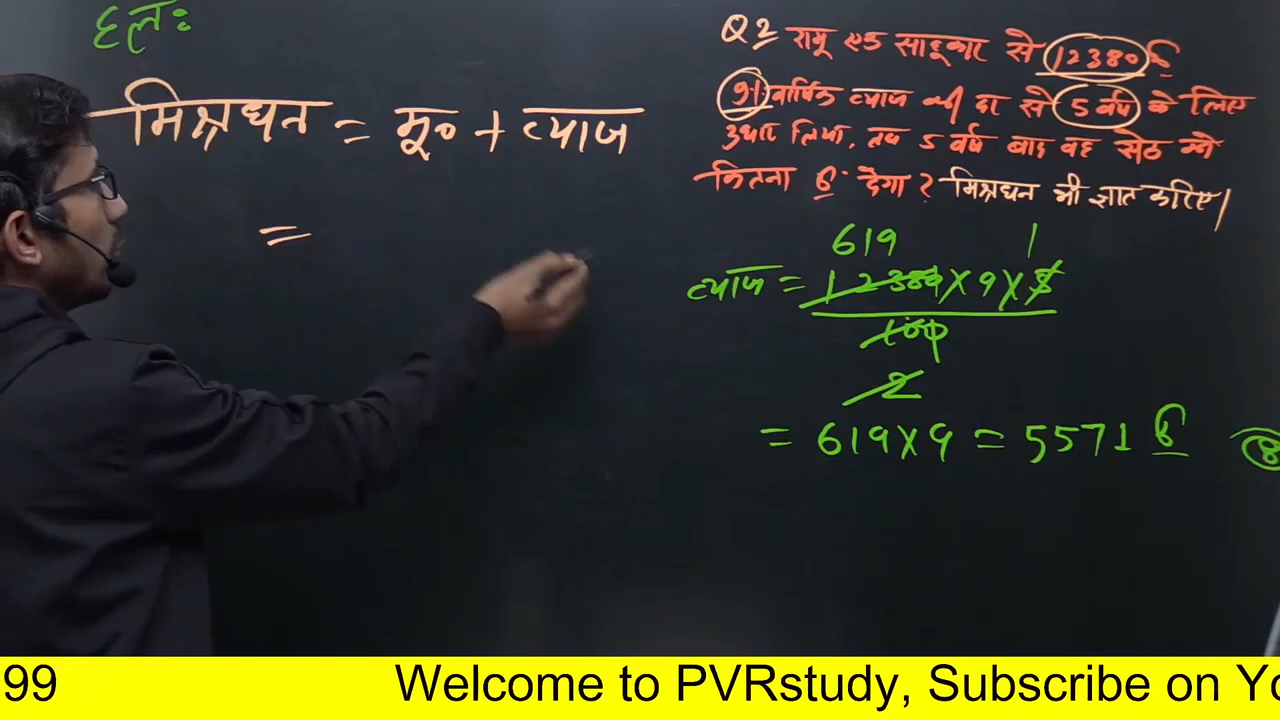 हल:
मिश्रधन = मू० + ब्याज
=
Q2 रामू एक साहूकार से 12380 रु
9% वार्षिक ब्याज की दर से 5 वर्ष के लिए
उधार लिया, तब 5 वर्ष बाद वह सेठ को
कितना रु देगा? मिश्रधन भी ज्ञात करिए।
619 1
ब्याज = 12380 × 9 × 5
100
2
= 619 × 9 = 5571 रु
99 Welcome to PVRstudy, Subscribe on Yo